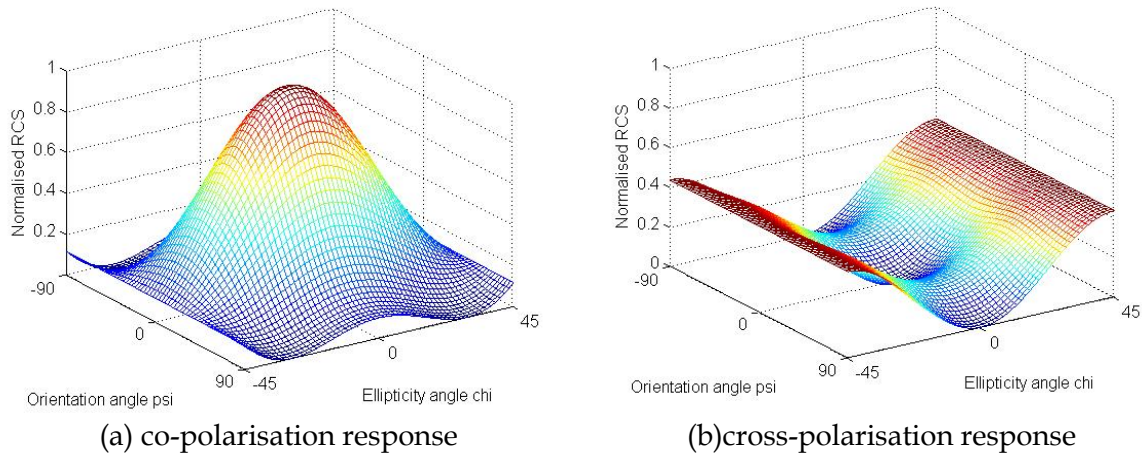 1
0.8
0.6
0.4
0.2
Normalised RCS
-90
0
90
-45
0
45
Orientation angle psi
Ellipticity angle chi
(a) co-polarisation response
1
0.8
0.6
0.4
0.2
0
Normalised RCS
-90
0
90
-45
0
45
Orientation angle psi
Ellipticity angle chi
(b)cross-polarisation response